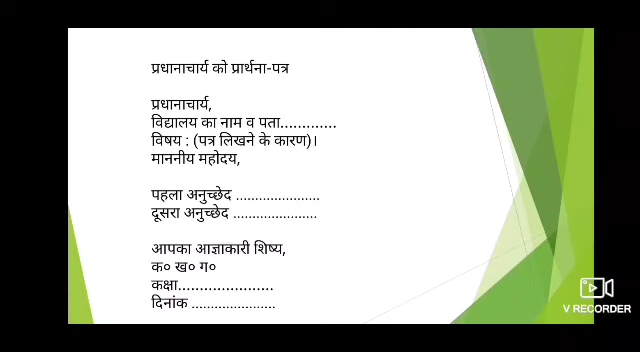 प्रधानाचार्य को प्रार्थना-पत्र
प्रधानाचार्य,
विद्यालय का नाम व पता.............
विषय : (पत्र लिखने के कारण)।
माननीय महोदय,
पहला अनुच्छेद ......................
दूसरा अनुच्छेद ......................
आपका आज्ञाकारी शिष्य,
क० ख० ग०
कक्षा......................
दिनांक ......................
V RECORDER